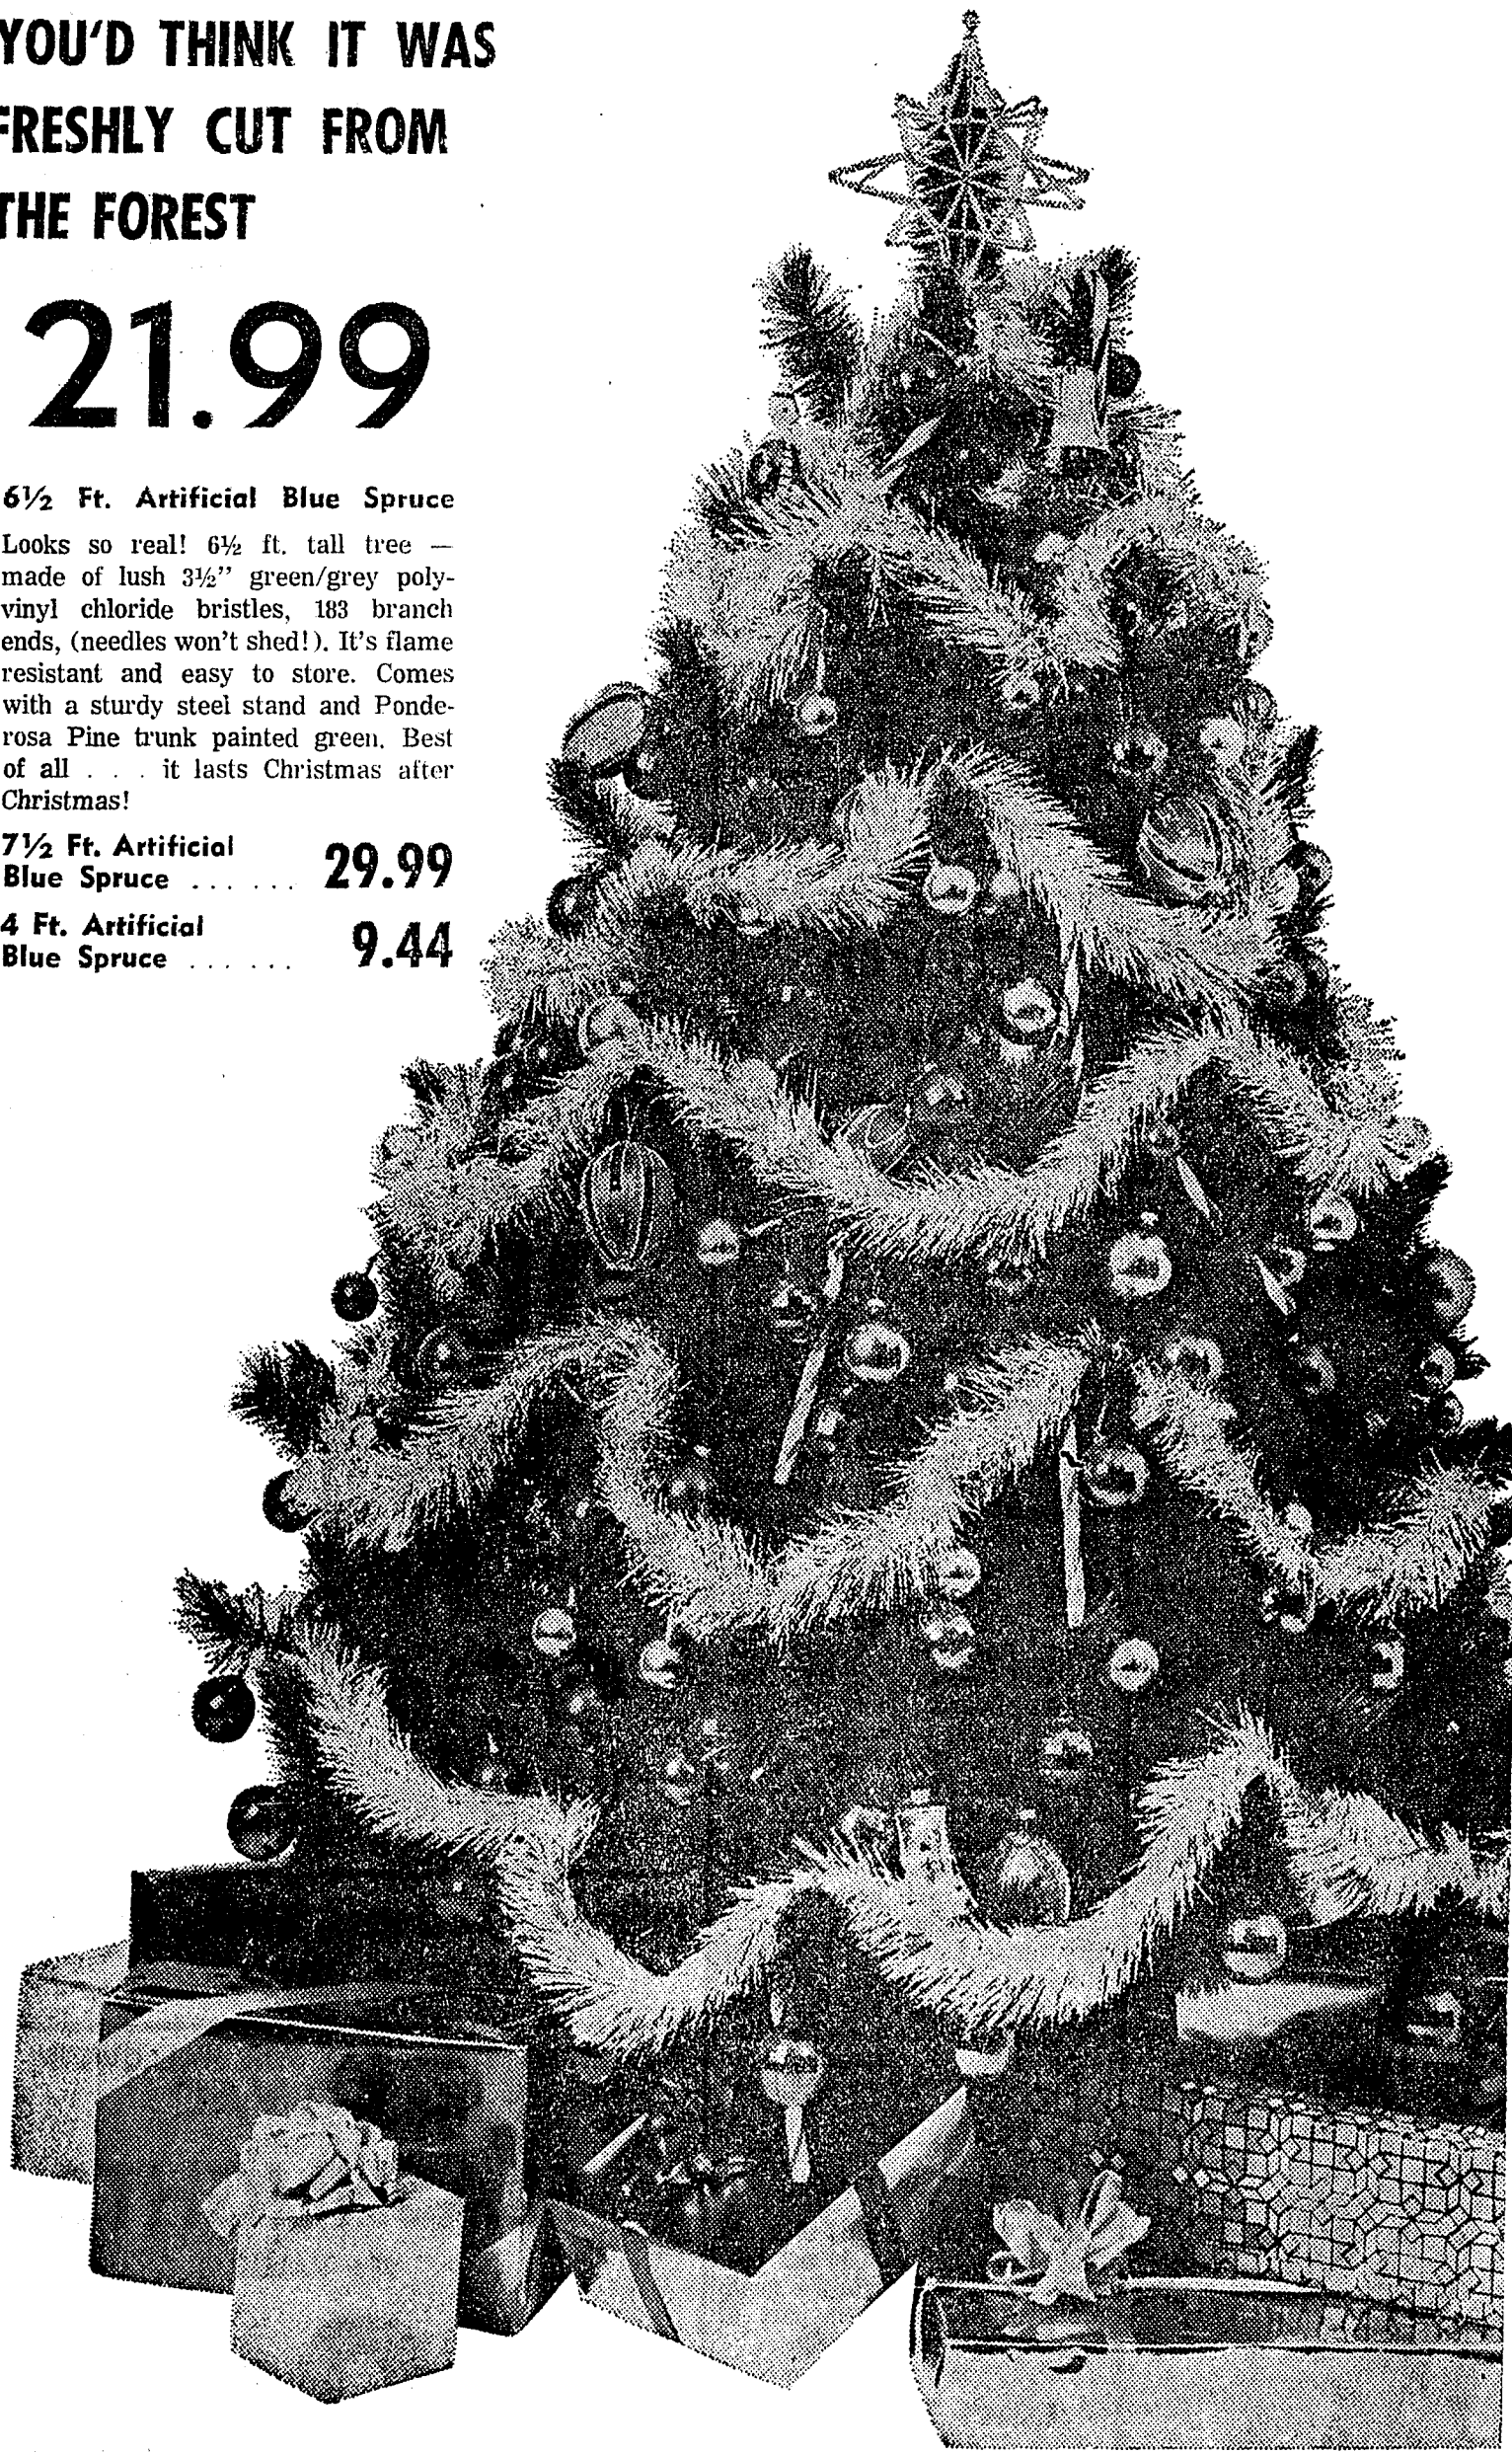 YOU'D THINK IT WAS
FRESHLY CUT FROM
THE FOREST
21.99
6½ Ft. Artificial Blue Spruce
Looks so real! 6½ ft. tall tree —
made of lush 3½” green/grey poly-
vinyl chloride bristles, 183 branch
ends, (needles won't shed!). It's flame
resistant and easy to store. Comes
with a sturdy steel stand and Ponde-
rosa Pine trunk painted green. Best
of all . . . it lasts Christmas after
Christmas!
7½ Ft. Artificial
Blue Spruce ...... 29.99
4 Ft. Artificial
Blue Spruce ...... 9.44